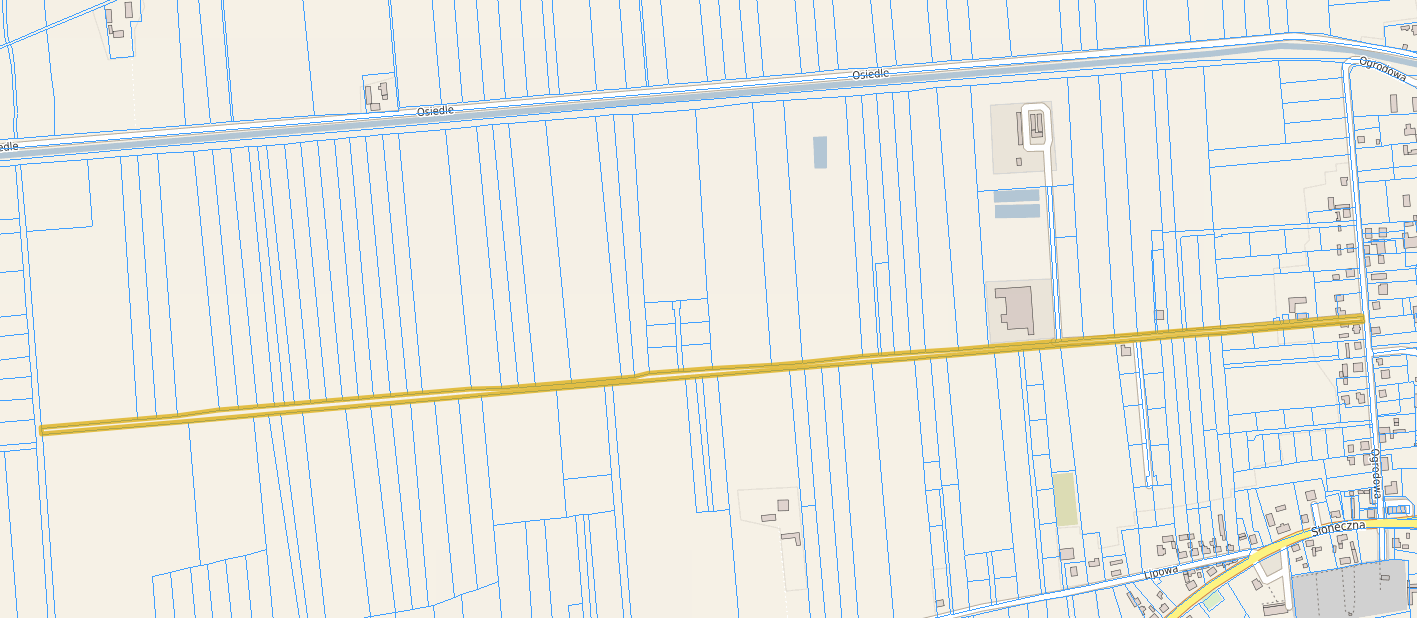 Ogrodowa
Osiedle
Osiedle
edle
Ogrodowa
Słoneczna
Lipowa